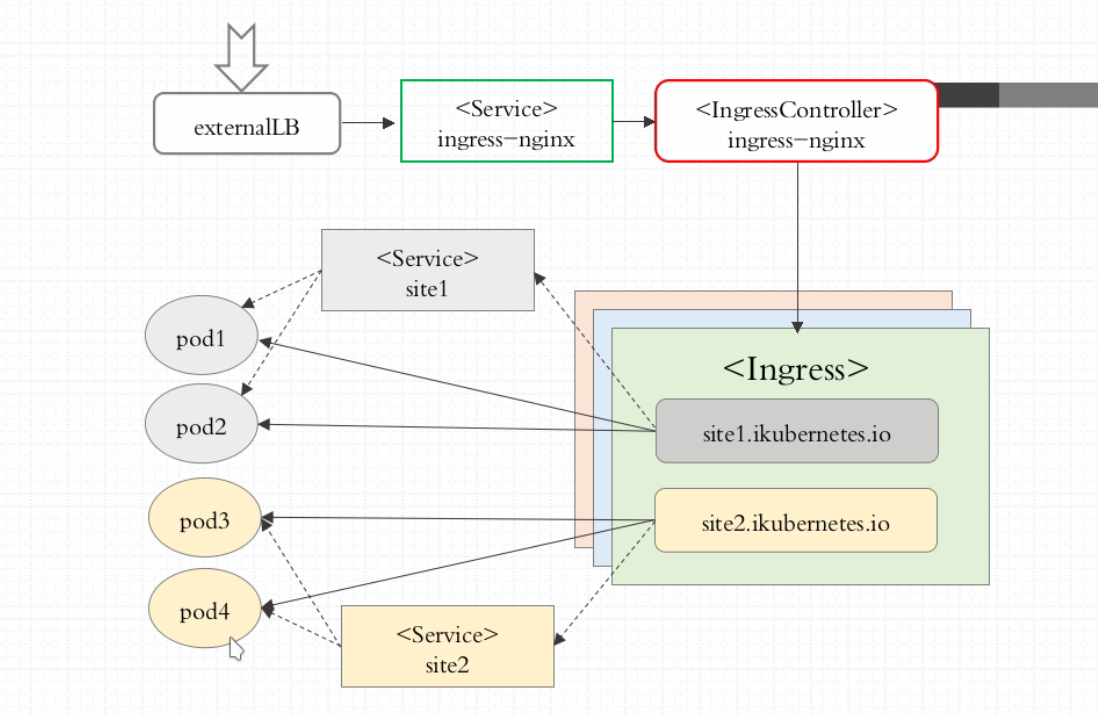 externalLB
<Service>
ingress-nginx
<IngressController>
ingress-nginx
<Service>
site1
pod1
pod2
pod3
pod4
<Ingress>
site1.ikubernetes.io
site2.ikubernetes.io
<Service>
site2